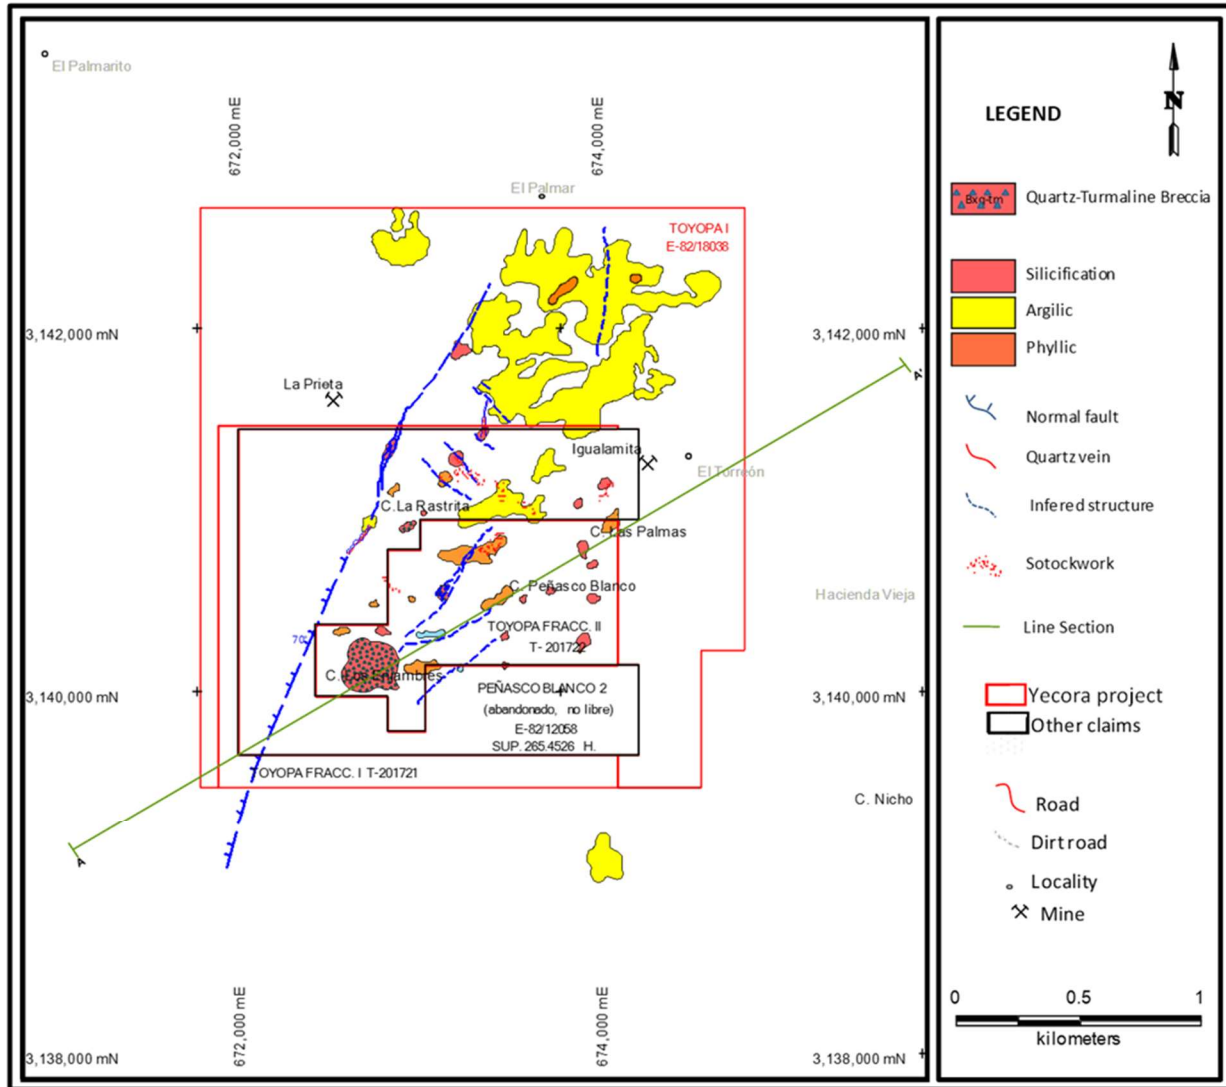 El Palmarito
672,000 mE
674,000 mE
El Palmar
TOYOPA I
E-82/18038
3,142,000 mN
3,142,000 mN
La Prieta
A'
Igualamita
El Torreón
C. La Rastrita
C. Las Palmas
C. Peñasco Blanco
Hacienda Vieja
TOYOPA FRACC. II
T- 201722
70°
C. Los Enjambres
3,140,000 mN
PEÑASCO BLANCO 2
3,140,000 mN
(abandonado, no libre)
E-82/12058
SUP. 265.4526 H.
TOYOPA FRACC. I T-201721
C. Nicho
A
672,000 mE
674,000 mE
3,138,000 mN
3,138,000 mN
N
LEGEND
Bxq-tm
Quartz-Turmaline Breccia
Silicification
Argilic
Phyllic
Normal fault
Quartz vein
Infered structure
Sotockwork
Line Section
Yecora project
Other claims
Road
Dirt road
Locality
Mine
0 0.5 1
kilometers